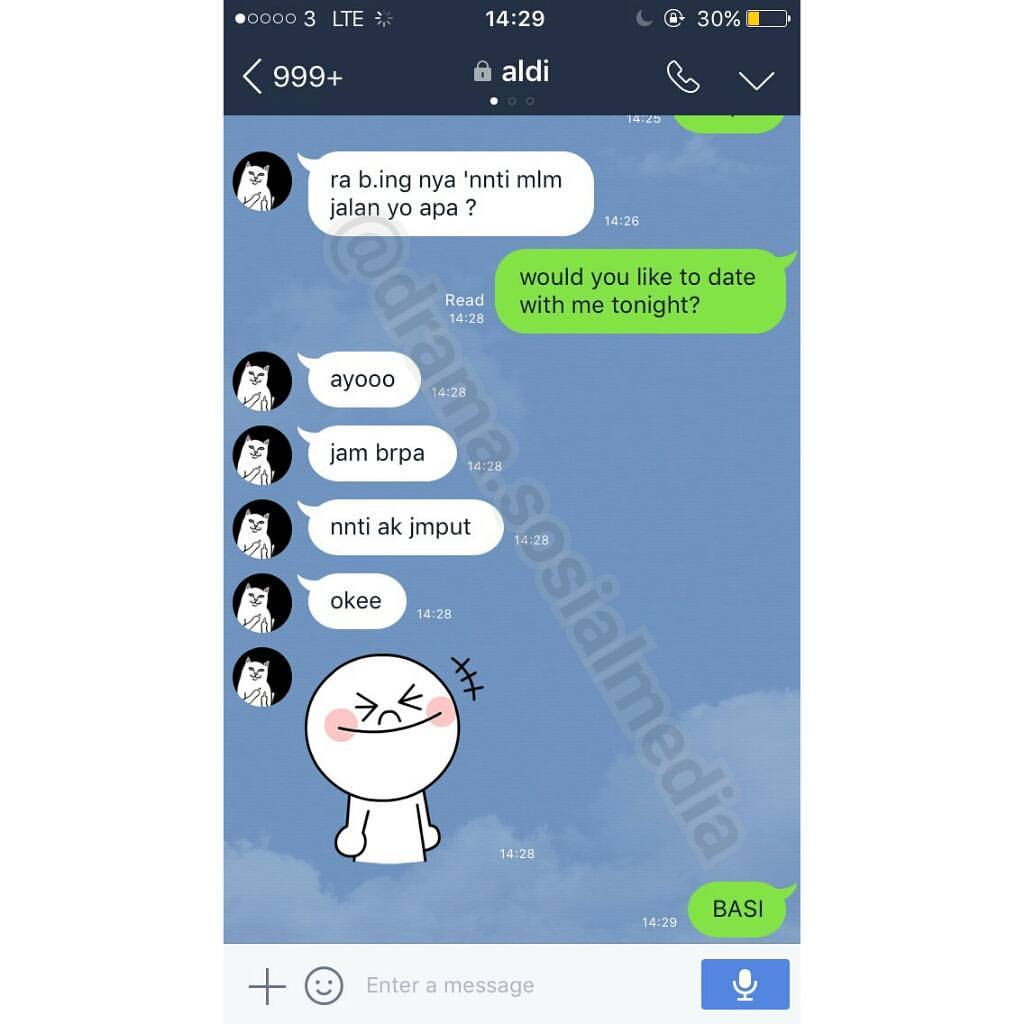 3 LTE 14:29 30%
999+ aldi
14:25
ra b.ing nya 'nnti mlm
jalan yo apa ?
14:26
would you like to date
with me tonight?
Read
14:28
ayooo
14:28
jam brpa
14:28
nnti ak jmput
14:28
okee
14:28
14:28
BASI
14:29
Enter a message
@drama.sosialmedia